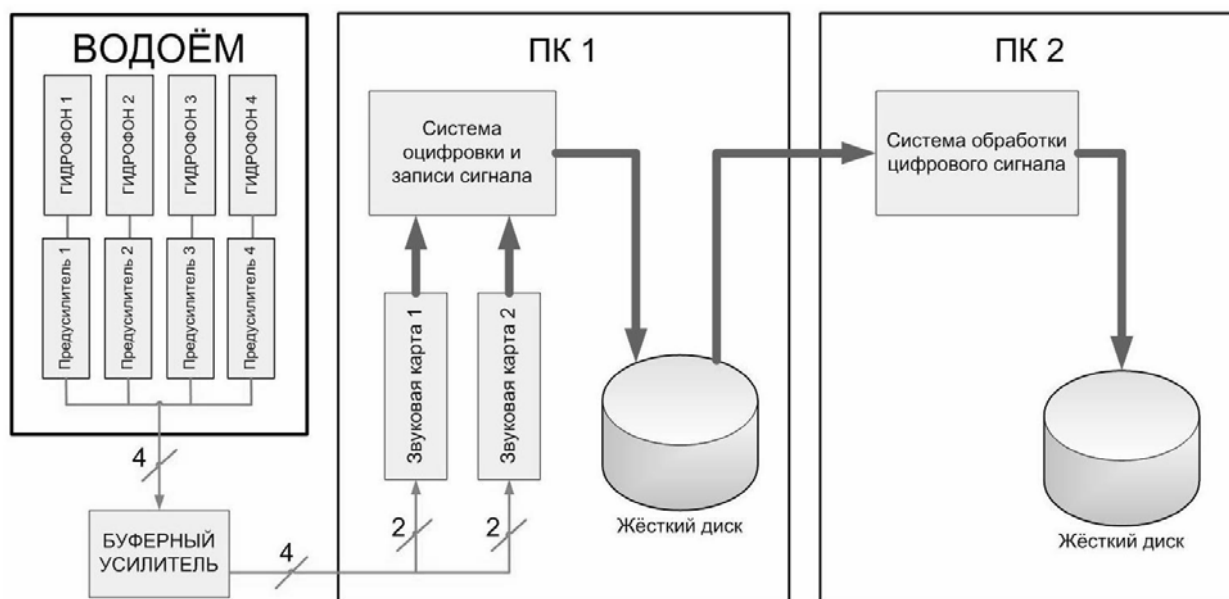 ВОДОЁМ
ГИДРОФОН 1
ГИДРОФОН 2
ГИДРОФОН 3
ГИДРОФОН 4
Предусилитель 1
Предусилитель 2
Предусилитель 3
Предусилитель 4
4
БУФЕРНЫЙ
УСИЛИТЕЛЬ
4
ПК 1
Система
оцифровки и
записи сигнала
Звуковая карта 1
Звуковая карта 2
2
2
Жёсткий диск
ПК 2
Система обработки
цифрового сигнала
Жёсткий диск